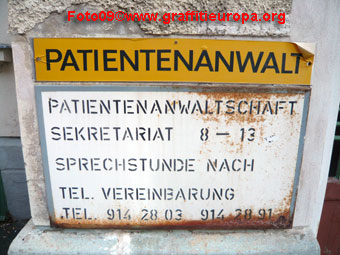 Foto09©www.graffitieuropa.org
PATIENTENANWALT
PATIENTENANWALTSCHAFT
SEKRETARIAT 8 – 13
SPRECHSTUNDE NACH
TEL. VEREINBARUNG
TEL. 914 28 03 914 28 91